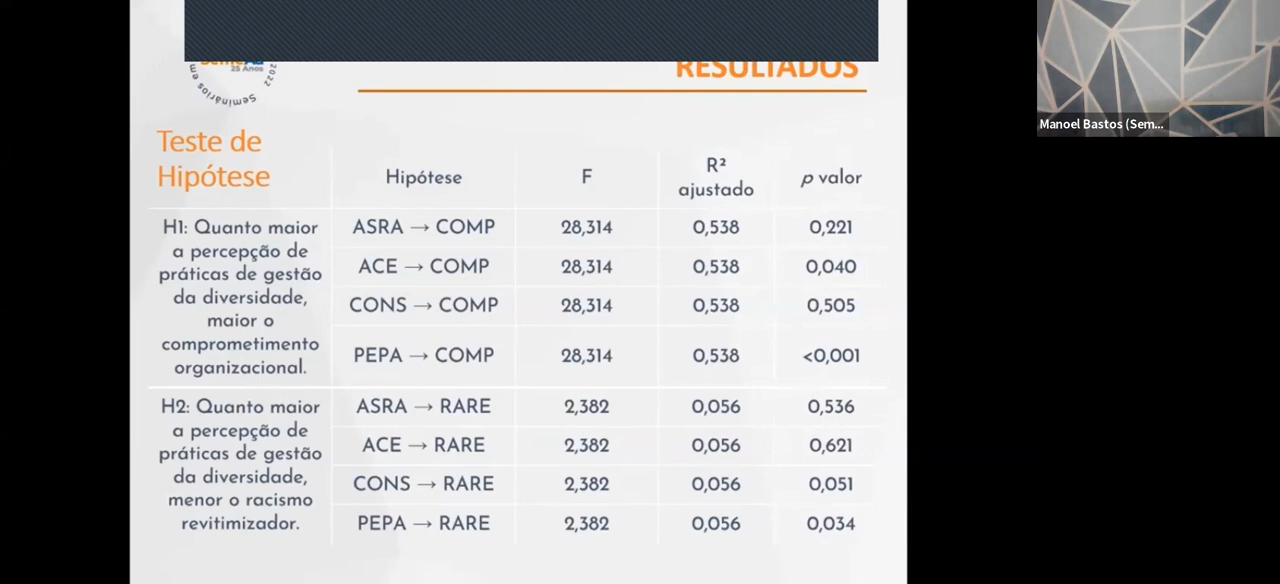 25 Anos
2022
Seminários em
RESULTADOS
Teste de
Hipótese
Hipótese
F
R²
ajustado
p valor
H1: Quanto maior
a percepção de
práticas de gestão
da diversidade,
maior o
comprometimento
organizacional.
ASRA → COMP
28,314
0,538
0,221
ACE → COMP
28,314
0,538
0,040
CONS → COMP
28,314
0,538
0,505
PEPA → COMP
28,314
0,538
<0,001
H2: Quanto maior
a percepção de
práticas de gestão
da diversidade,
menor o racismo
revitimizador.
ASRA → RARE
2,382
0,056
0,536
ACE → RARE
2,382
0,056
0,621
CONS → RARE
2,382
0,056
0,051
PEPA → RARE
2,382
0,056
0,034
Manoel Bastos (Sem...